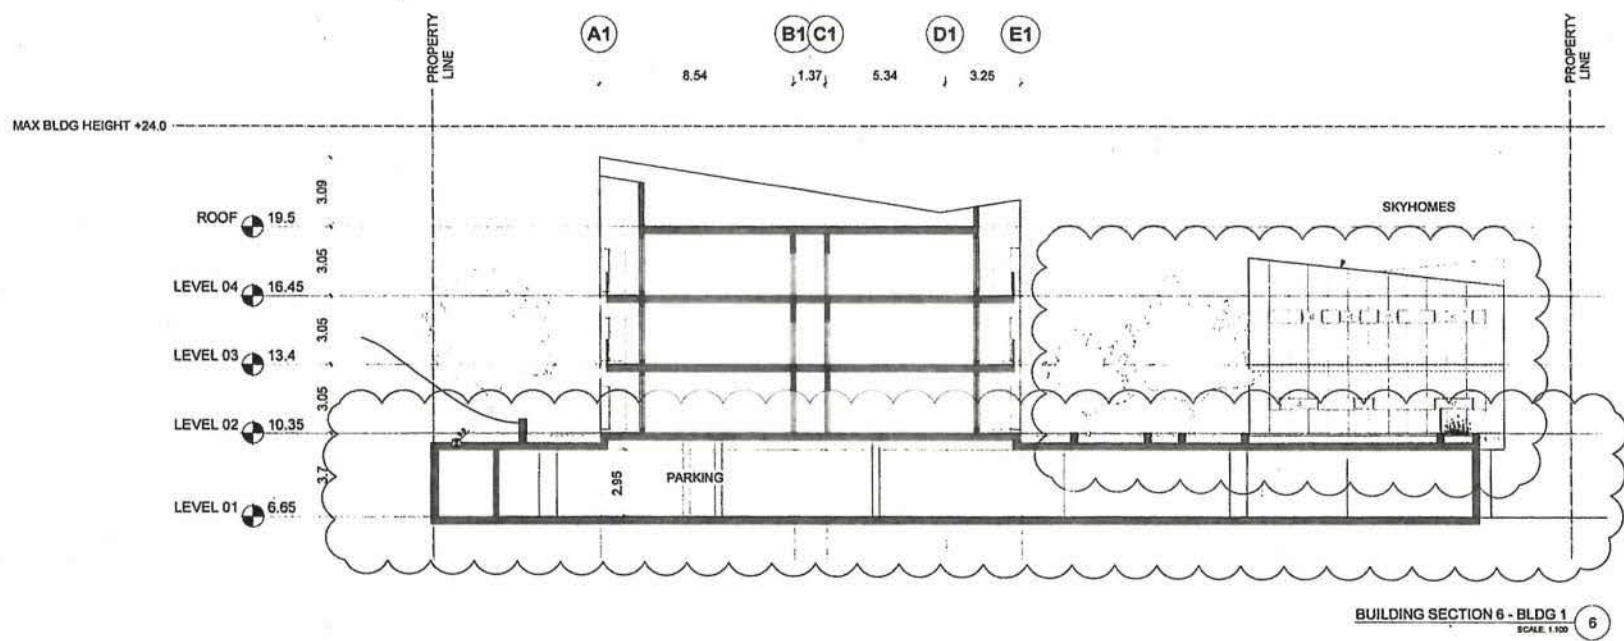 PROPERTY
LINE
A1
B1
C1
D1
E1
PROPERTY
LINE
8.54
1.37
5.34
3.25
MAX BLDG HEIGHT +24.0
3.09
ROOF 19.5
SKYHOMES
3.05
LEVEL 04 16.45
3.05
LEVEL 03 13.4
3.05
LEVEL 02 10.35
3.7
2.95
PARKING
LEVEL 01 6.65
BUILDING SECTION 6 - BLDG 1
SCALE 1:100
6